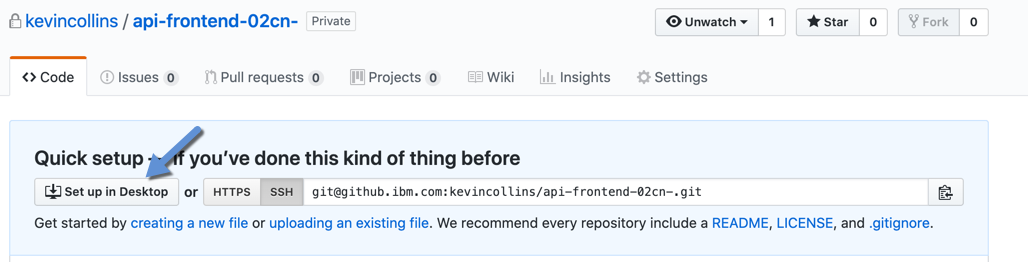 kevincollins / api-frontend-02cn- Private Unwatch 1 Star 0 Fork 0
Code Issues 0 Pull requests 0 Projects 0 Wiki Insights Settings
Quick setup — if you've done this kind of thing before
Set up in Desktop or HTTPS SSH git@github.ibm.com:kevincollins/api-frontend-02cn-.git
Get started by creating a new file or uploading an existing file. We recommend every repository include a README, LICENSE, and .gitignore.